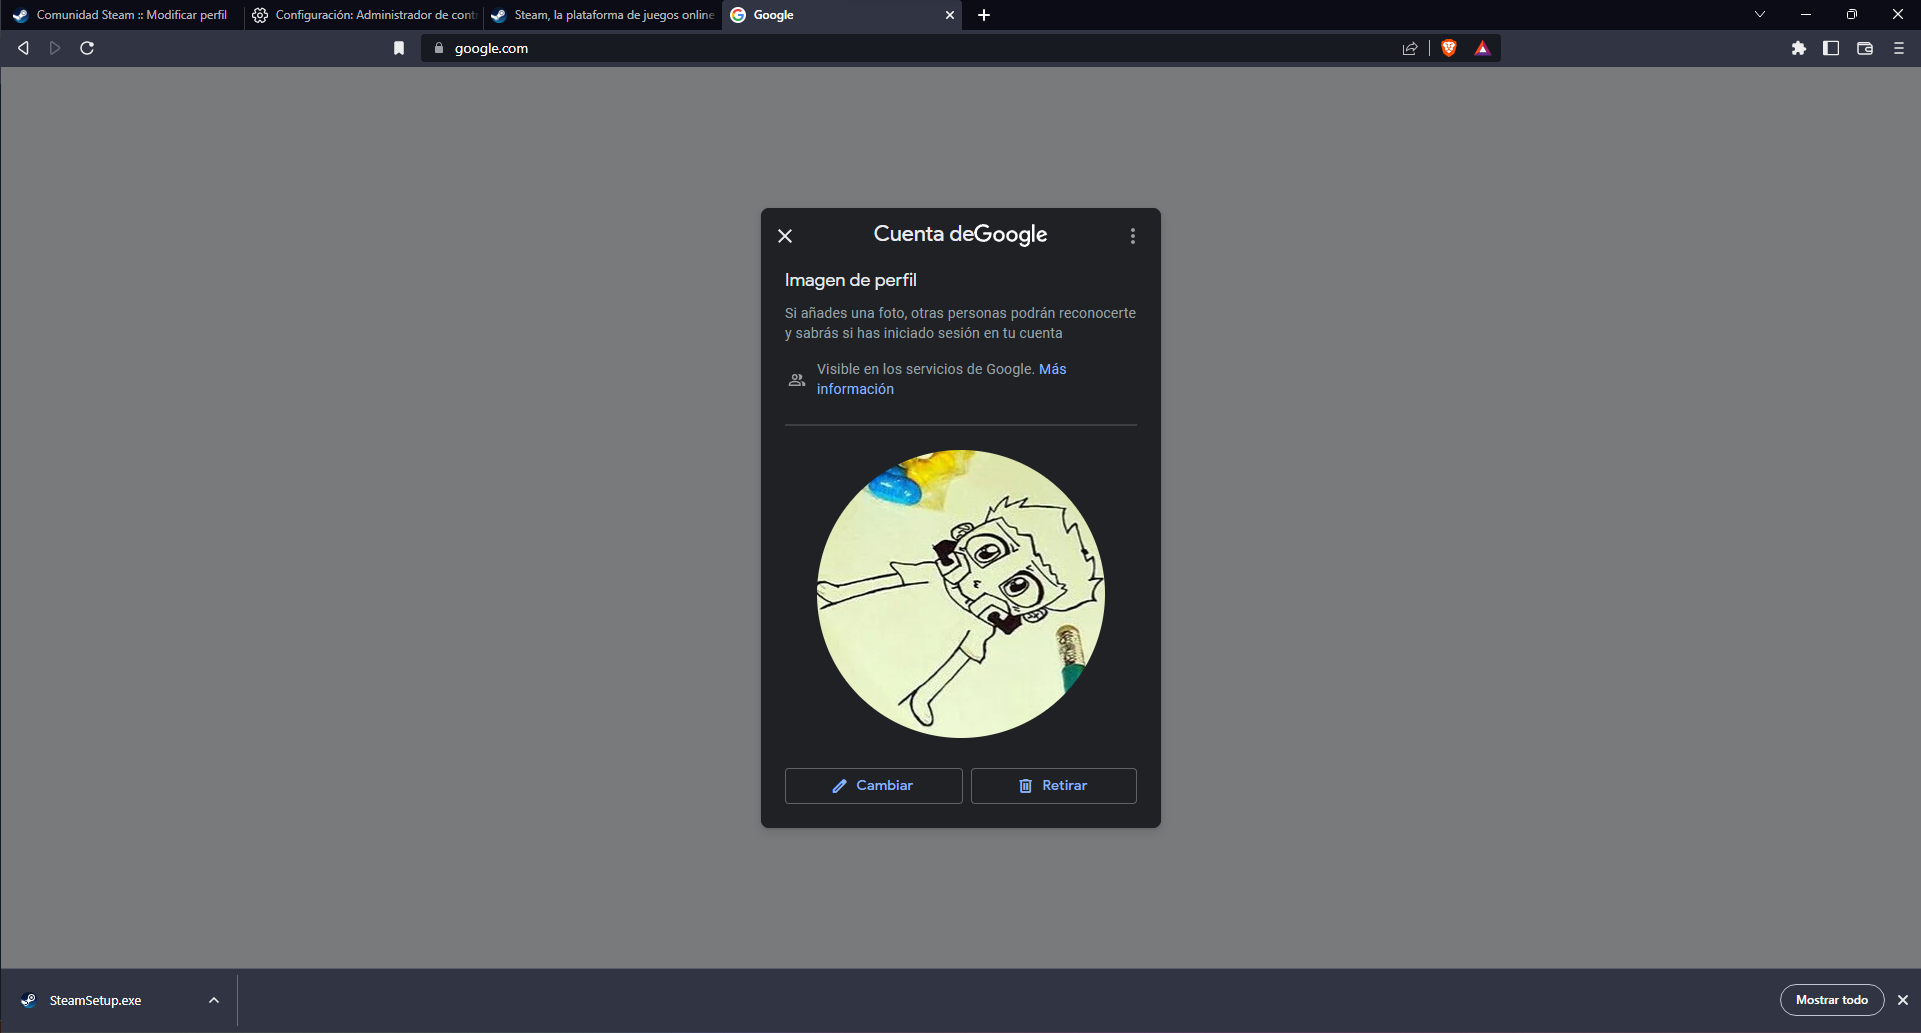 Comunidad Steam :: Modificar perfil
Configuración: Administrador de cont
Steam, la plataforma de juegos online
Google
google.com
Cuenta deGoogle
Imagen de perfil
Si añades una foto, otras personas podrán reconocerte
y sabrás si has iniciado sesión en tu cuenta
Visible en los servicios de Google. Más
información
Cambiar
Retirar
SteamSetup.exe
Mostrar todo